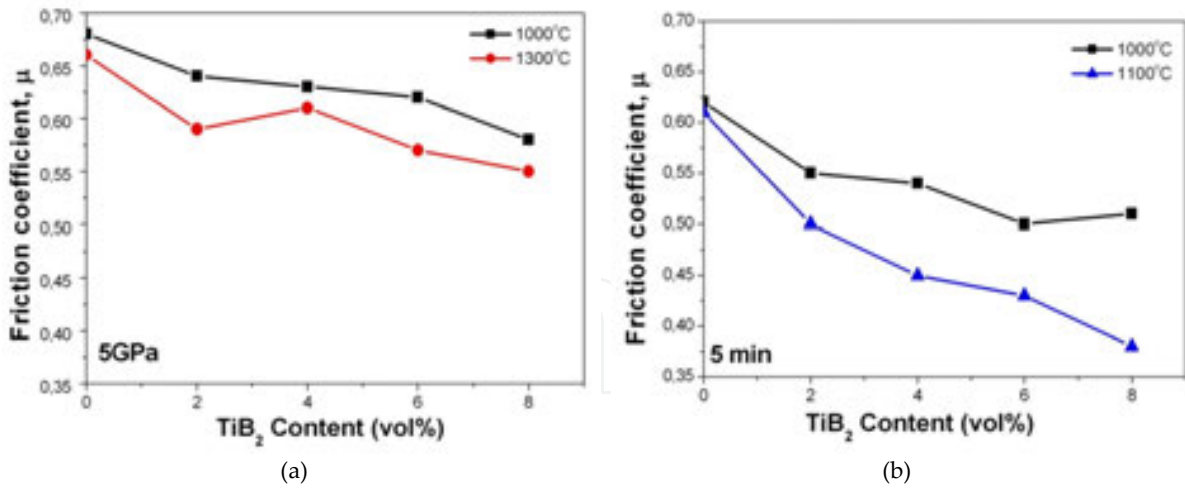 0,70
0,65
0,60
0,55
0,50
0,45
0,40
0,35
Friction coefficient, μ
1000°C
1300°C
5GPa
0 2 4 6 8
TiB₂ Content (vol%)
(a)
0,70
0,65
0,60
0,55
0,50
0,45
0,40
0,35
Friction coefficient, μ
1000°C
1100°C
5 min
0 2 4 6 8
TiB₂ Content (vol%)
(b)